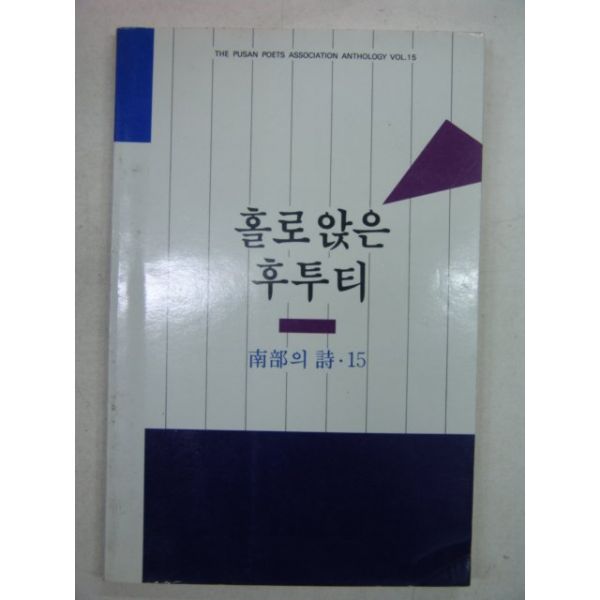 THE PUSAN POETS ASSOCIATION ANTHOLOGY VOL.15
홀로 앉은
후투티
南部의 詩·15